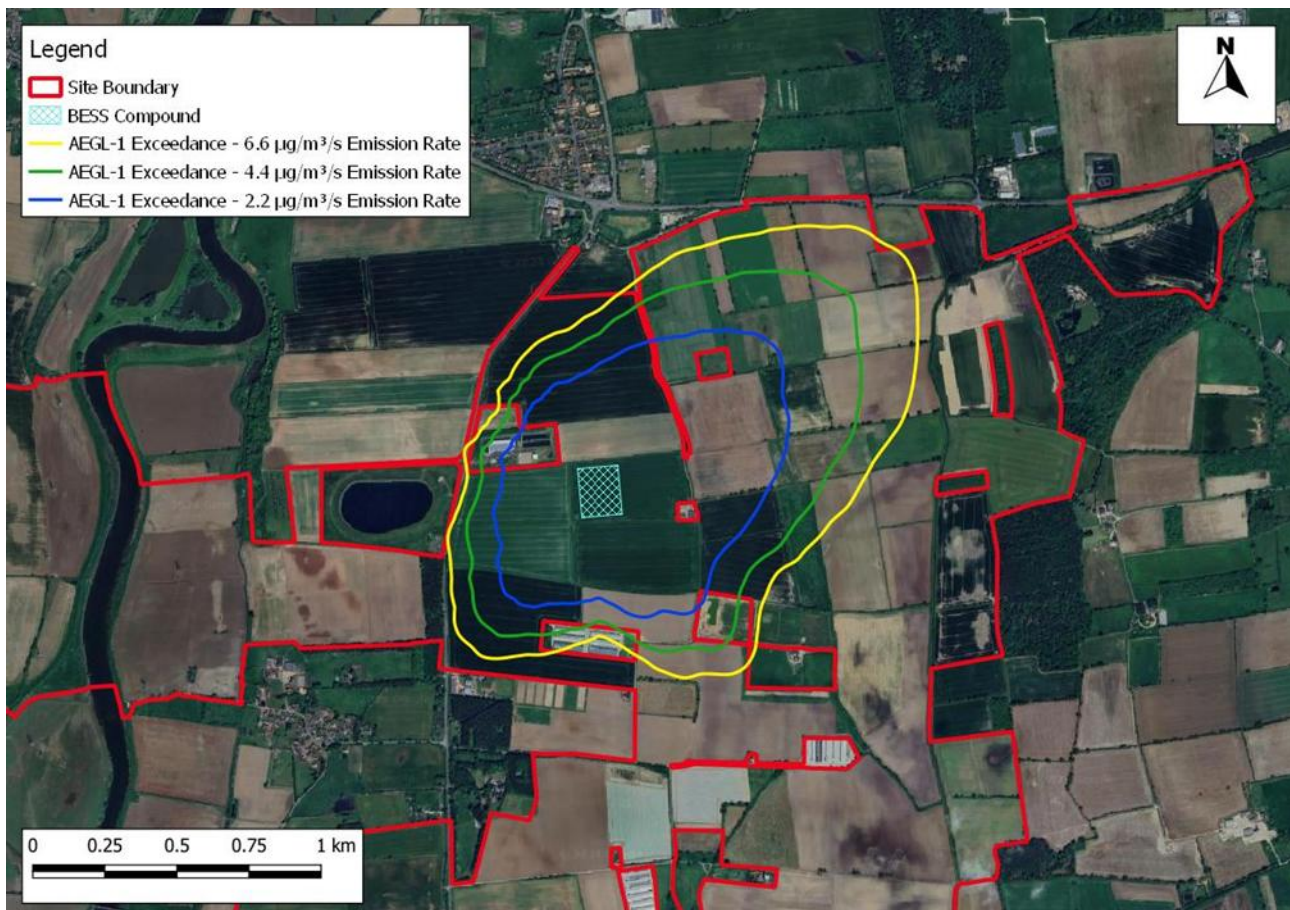 Legend
Site Boundary
BESS Compound
AEGL-1 Exceedance - 6.6 µg/m³/s Emission Rate
AEGL-1 Exceedance - 4.4 µg/m³/s Emission Rate
AEGL-1 Exceedance - 2.2 µg/m³/s Emission Rate
N
0 0.25 0.5 0.75 1 km